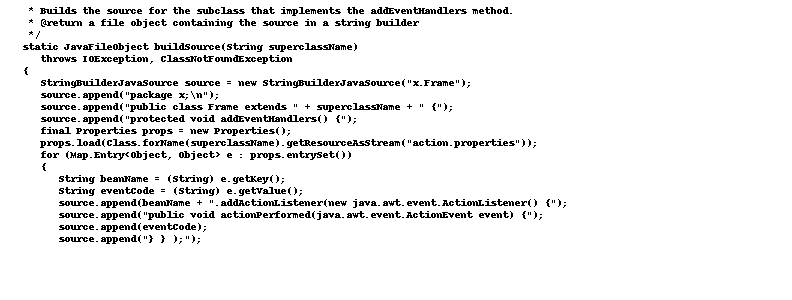 * Builds the source for the subclass that implements the addEventHandlers method.
* @return a file object containing the source in a string builder
*/
static JavaFileObject buildSource(String superclassName)
throws IOException, ClassNotFoundException
{
StringBuilderJavaSource source = new StringBuilderJavaSource("x.Frame");
source.append("package x;\n");
source.append("public class Frame extends " + superclassName + " {");
source.append("protected void addEventHandlers() {");
final Properties props = new Properties();
props.load(Class.forName(superclassName).getResourceAsStream("action.properties"));
for (Map.Entry<Object, Object> e : props.entrySet())
{
String beanName = (String) e.getKey();
String eventCode = (String) e.getValue();
source.append(beanName + ".addActionListener(new java.awt.event.ActionListener() {");
source.append("public void actionPerformed(java.awt.event.ActionEvent event) {");
source.append(eventCode);
source.append("} } );");